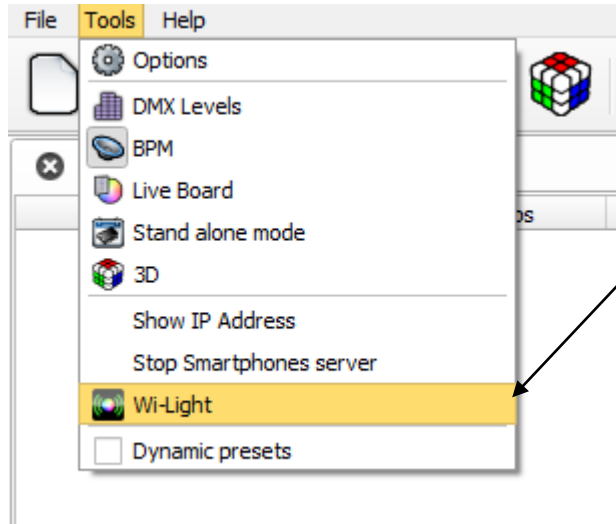 File Tools Help
Options
DMX Levels
BPM
Live Board
Stand alone mode
3D
Show IP Address
Stop Smartphones server
Wi-Light
Dynamic presets